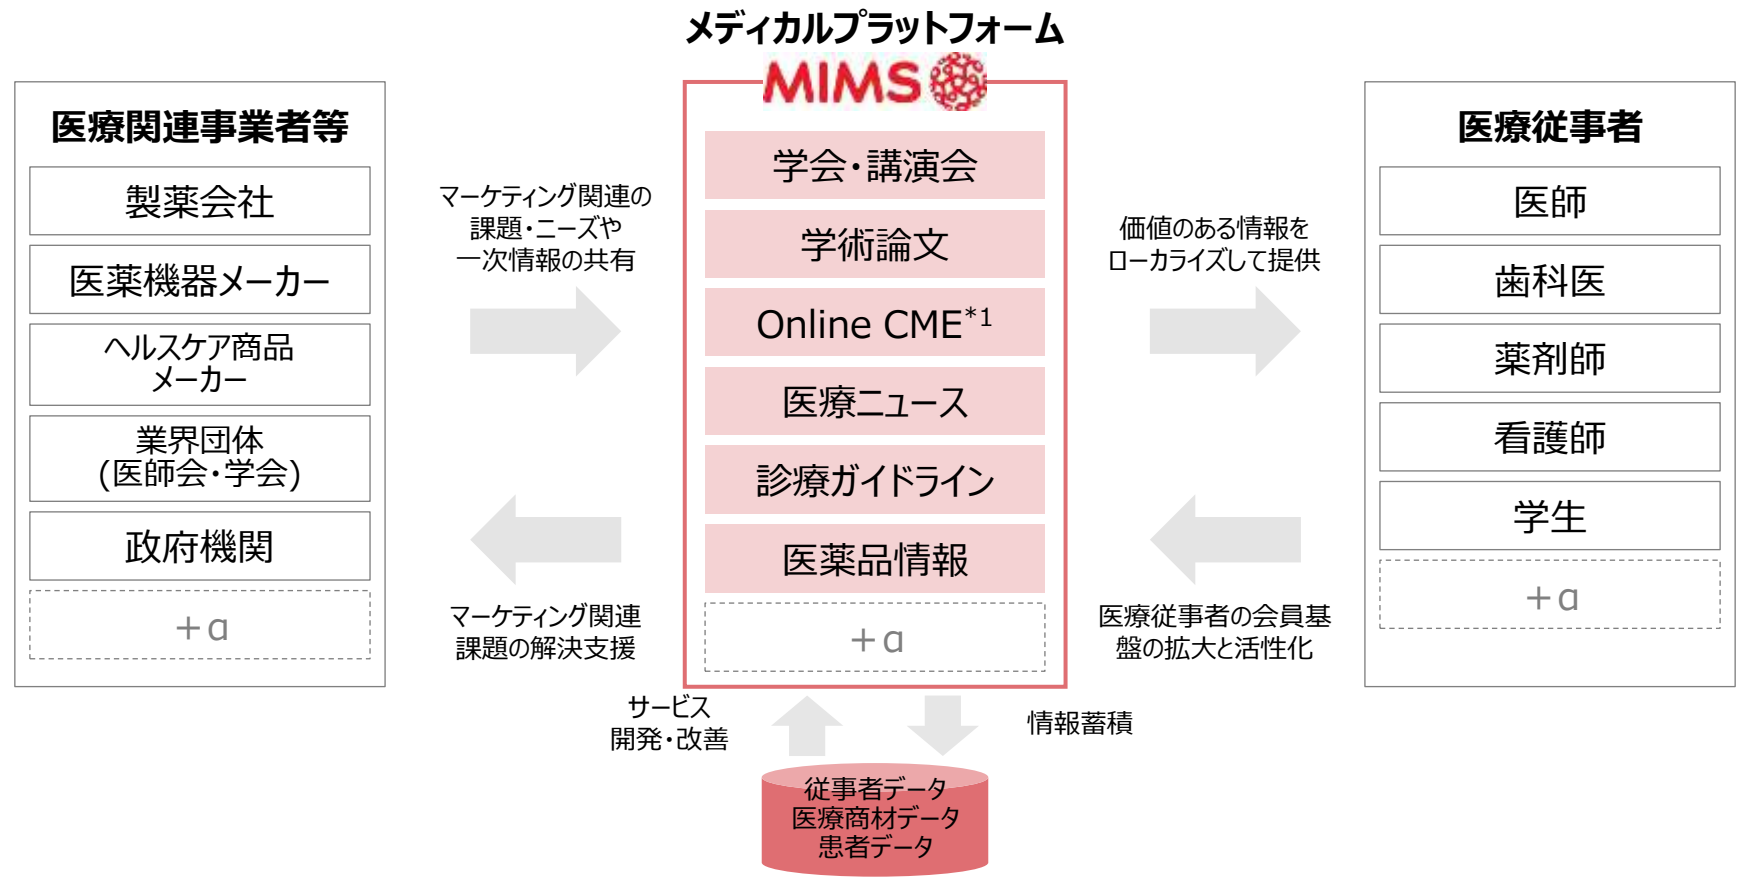 メディカルプラットフォーム
MIMS
医療関連事業者等
製薬会社
医薬機器メーカー
ヘルスケア商品
メーカー
業界団体
(医師会・学会)
政府機関
＋α
マーケティング関連の
課題・ニーズや
一次情報の共有
マーケティング関連
課題の解決支援
学会・講演会
学術論文
Online CME*1
医療ニュース
診療ガイドライン
医薬品情報
＋α
価値のある情報を
ローカライズして提供
医療従事者の会員基
盤の拡大と活性化
医療従事者
医師
歯科医
薬剤師
看護師
学生
＋α
サービス
開発・改善
情報蓄積
従事者データ
医療商材データ
患者データ